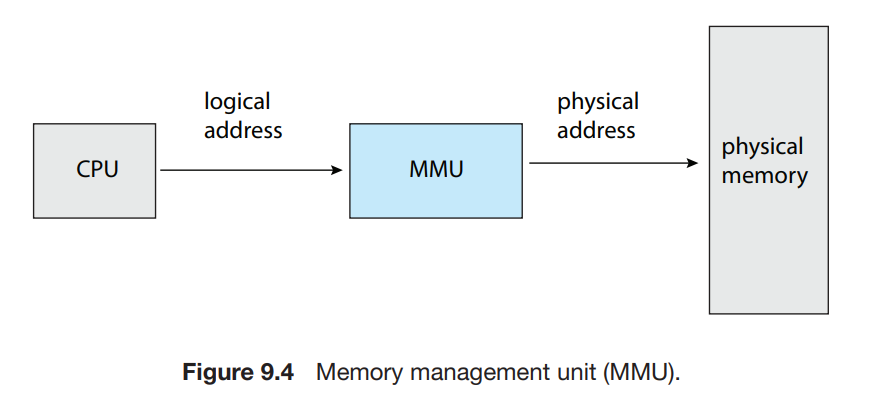 logical
address
physical
address
CPU
MMU
physical
memory
Figure 9.4 Memory management unit (MMU).